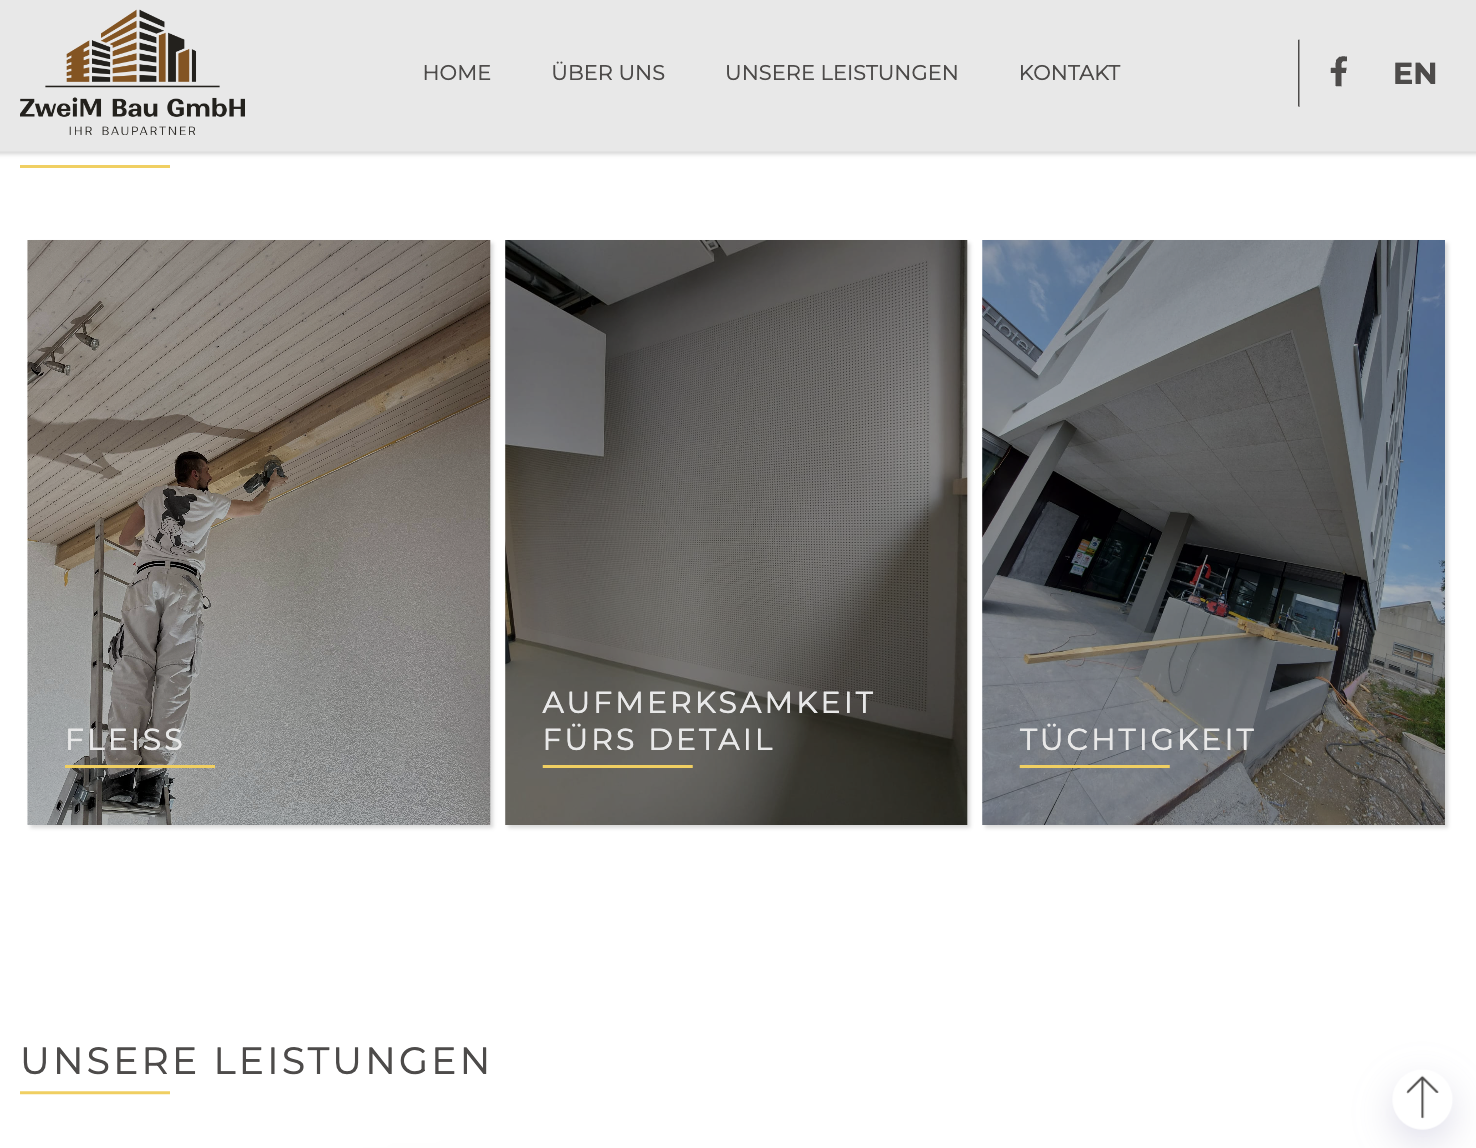 ZweiM Bau GmbH
IHR BAUPARTNER
HOME
ÜBER UNS
UNSERE LEISTUNGEN
KONTAKT
EN
Hotel
FLEISS
AUFMERKSAMKEIT
FÜRS DETAIL
TÜCHTIGKEIT
UNSERE LEISTUNGEN